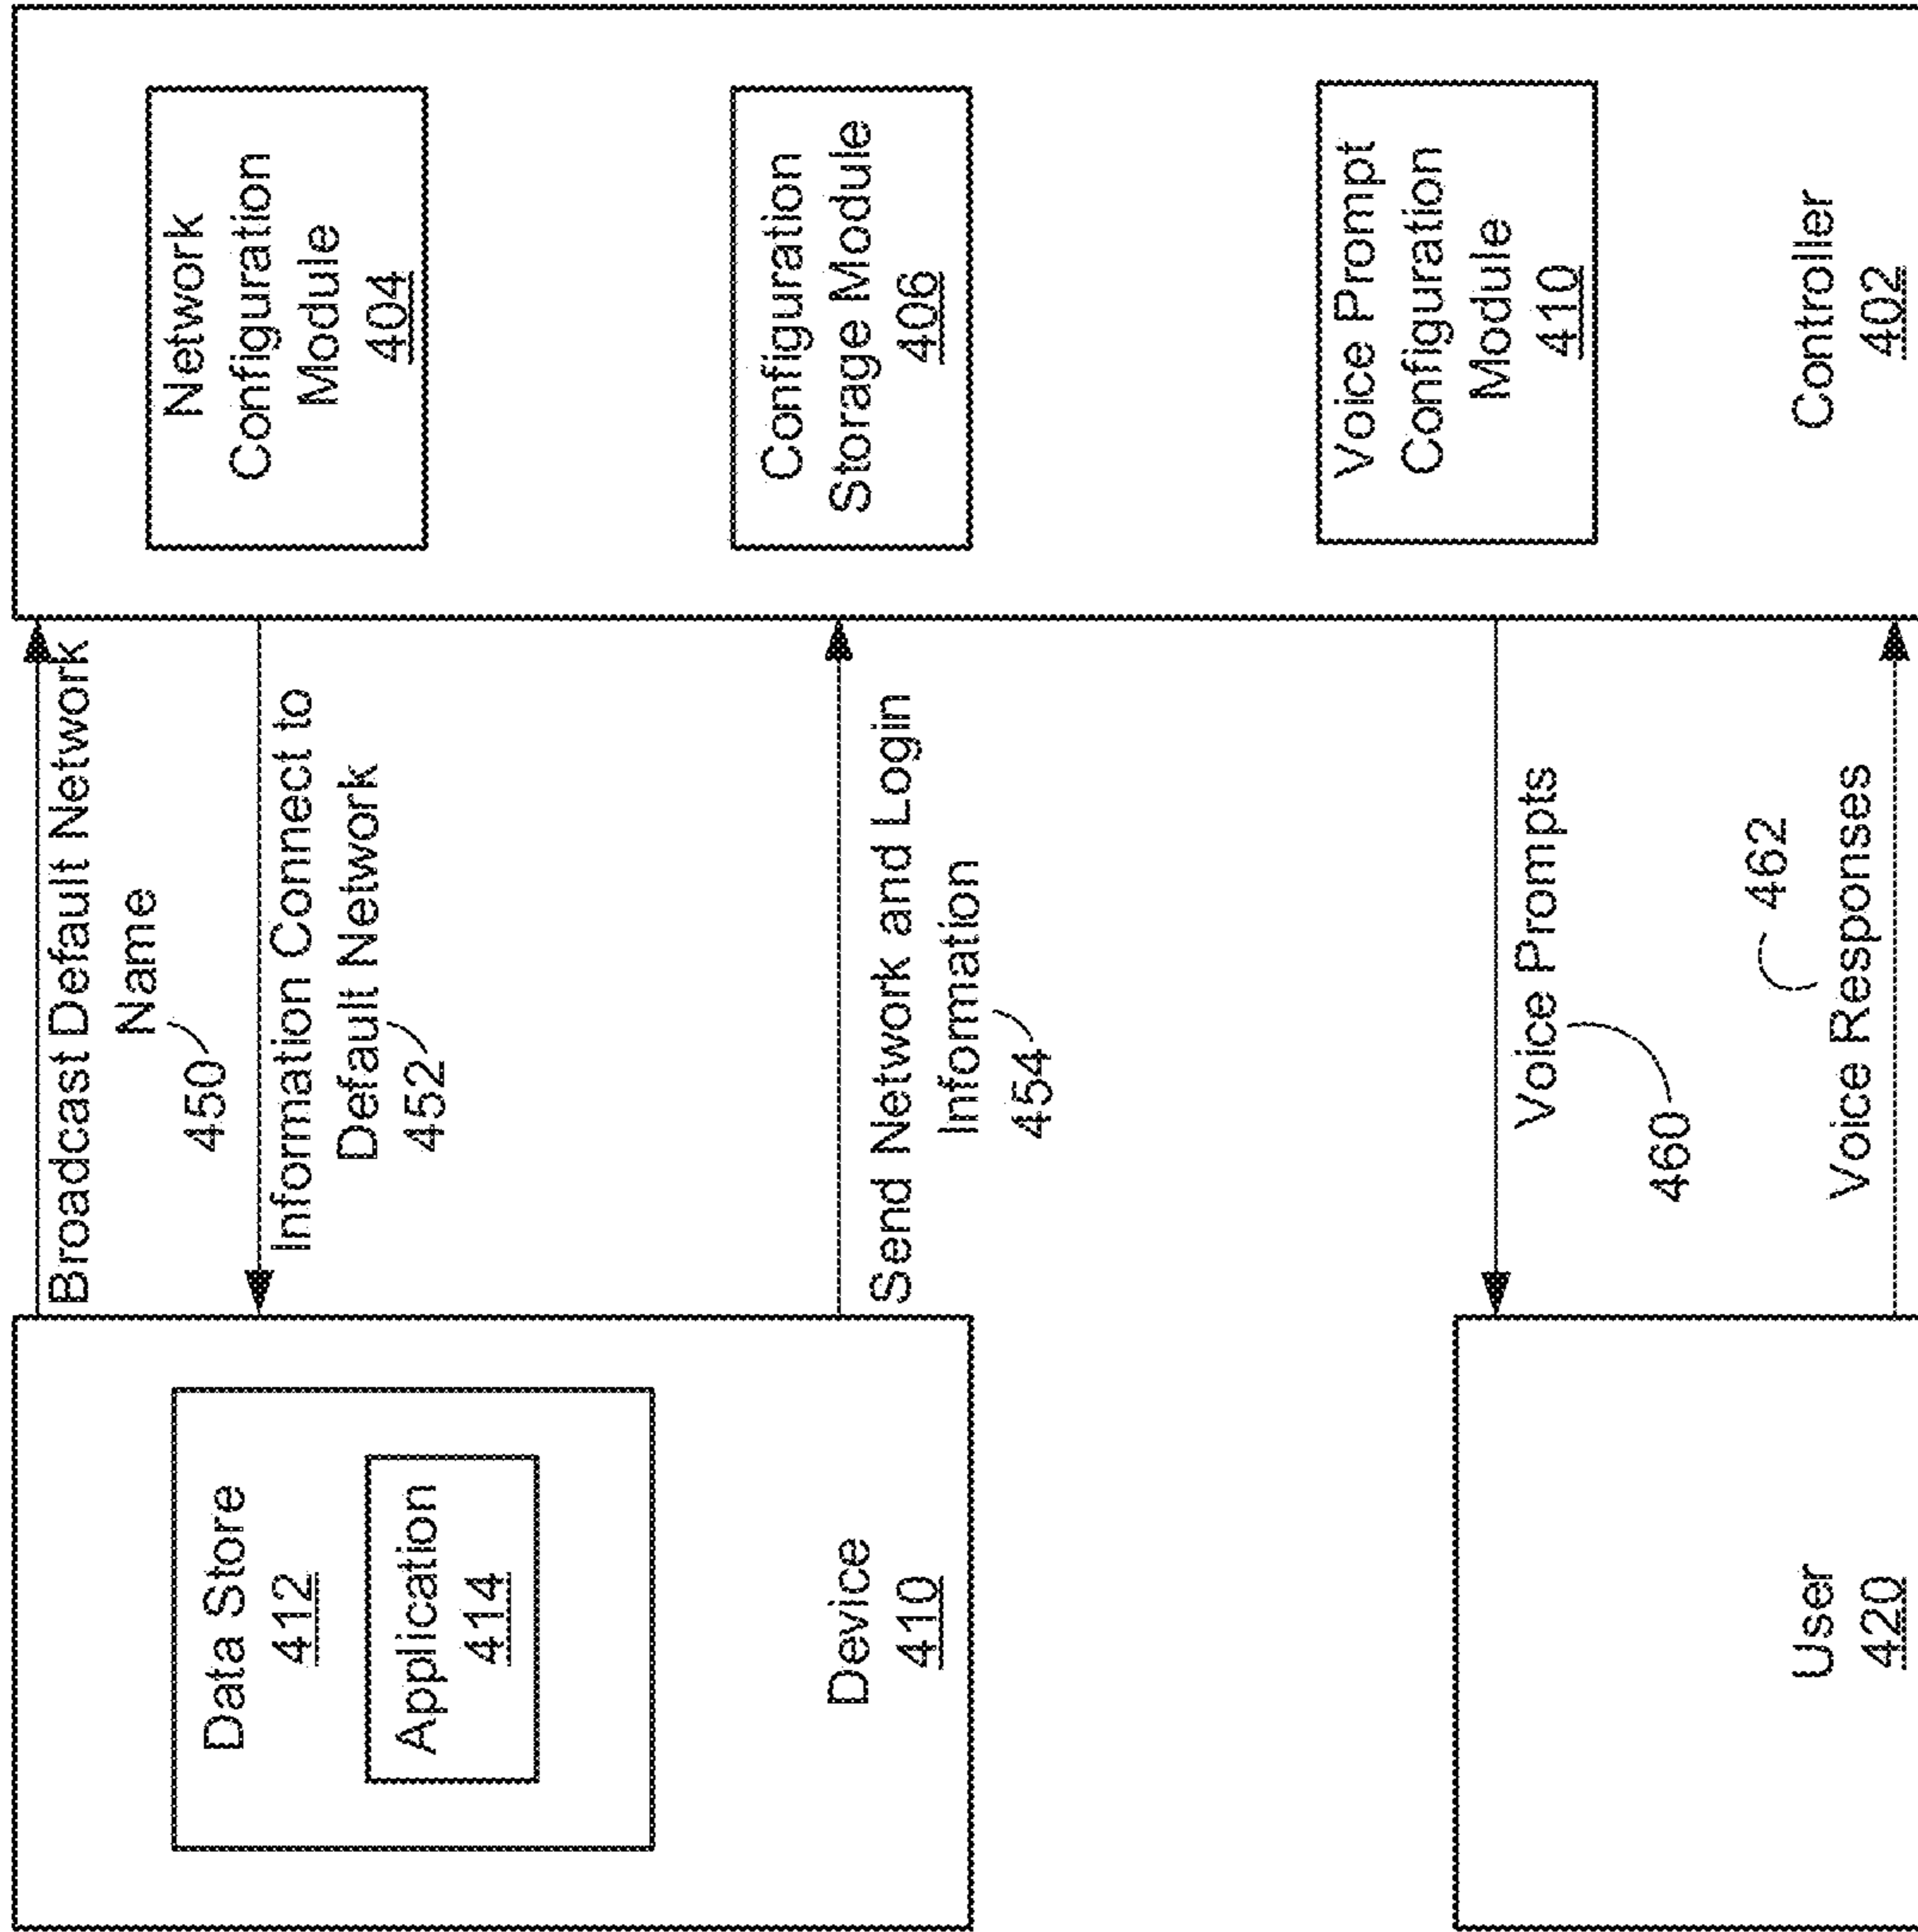 Data Store
412
Application
414
Device
410
User
420
Broadcast Default Network
Name
450
Information Connect to
Default Network
452
Send Network and Login
Information
454
Voice Prompts
460
462
Voice Responses
Network
Configuration
Module
404
Configuration
Storage Module
406
Voice Prompt
Configuration
Module
410
Controller
402